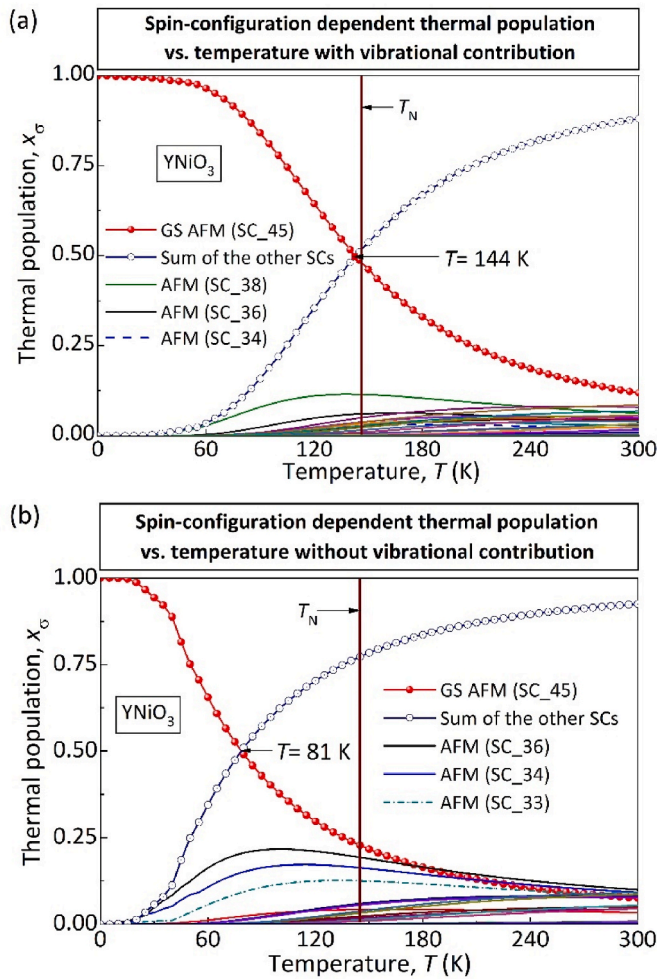 (a)
Spin-configuration dependent thermal population
vs. temperature with vibrational contribution
Thermal population, xσ
1.00
0.75
0.50
0.25
0.00
YNiO3
TN
GS AFM (SC_45)
Sum of the other SCs
AFM (SC_38)
AFM (SC_36)
AFM (SC_34)
T= 144 K
0
60
120
180
240
300
Temperature, T (K)
(b)
Spin-configuration dependent thermal population
vs. temperature without vibrational contribution
Thermal population, xσ
1.00
0.75
0.50
0.25
0.00
TN
YNiO3
GS AFM (SC_45)
Sum of the other SCs
T= 81 K
AFM (SC_36)
AFM (SC_34)
AFM (SC_33)
0
60
120
180
240
300
Temperature, T (K)